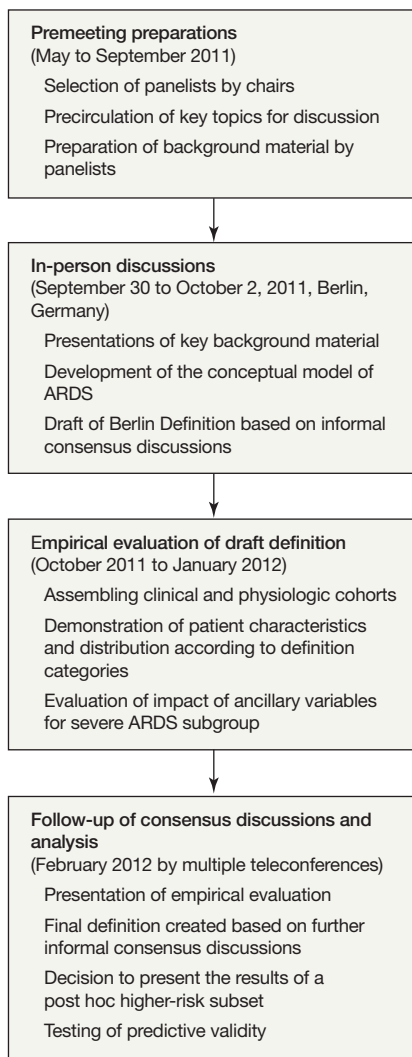 Premeeting preparations
(May to September 2011)
Selection of panelists by chairs
Precirculation of key topics for discussion
Preparation of background material by
panelists
In-person discussions
(September 30 to October 2, 2011, Berlin,
Germany)
Presentations of key background material
Development of the conceptual model of
ARDS
Draft of Berlin Definition based on informal
consensus discussions
Empirical evaluation of draft definition
(October 2011 to January 2012)
Assembling clinical and physiologic cohorts
Demonstration of patient characteristics
and distribution according to definition
categories
Evaluation of impact of ancillary variables
for severe ARDS subgroup
Follow-up of consensus discussions and
analysis
(February 2012 by multiple teleconferences)
Presentation of empirical evaluation
Final definition created based on further
informal consensus discussions
Decision to present the results of a
post hoc higher-risk subset
Testing of predictive validity